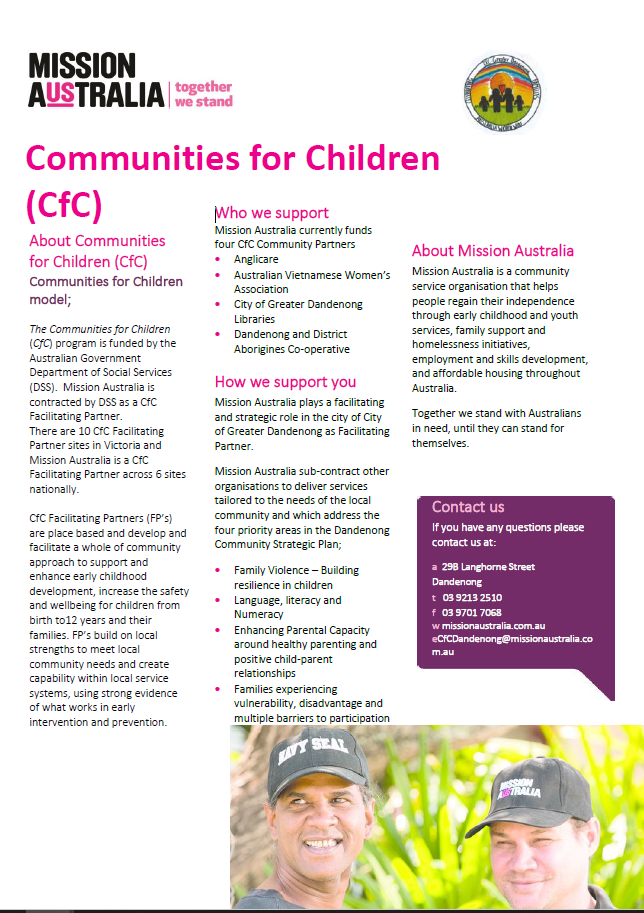 MISSION
AUSTRALIA
together
we stand
Communities for Children
(CfC)
About Communities
for Children (CfC)
Communities for Children
model;
The Communities for Children
(CfC) program is funded by the
Australian Government
Department of Social Services
(DSS). Mission Australia is
contracted by DSS as a CfC
Facilitating Partner.
There are 10 CfC Facilitating
Partner sites in Victoria and
Mission Australia is a CfC
Facilitating Partner across 6 sites
nationally.
CfC Facilitating Partners (FP's)
are place based and develop and
facilitate a whole of community
approach to support and
enhance early childhood
development, increase the safety
and wellbeing for children from
birth to12 years and their
families. FP's build on local
strengths to meet local
community needs and create
capability within local service
systems, using strong evidence
of what works in early
intervention and prevention.
Who we support
Mission Australia currently funds
four CfC Community Partners
• Anglicare
• Australian Vietnamese Women's
Association
• City of Greater Dandenong
Libraries
• Dandenong and District
Aborigines Co-operative
How we support you
Mission Australia plays a facilitating
and strategic role in the city of City
of Greater Dandenong as Facilitating
Partner.
Mission Australia sub-contract other
organisations to deliver services
tailored to the needs of the local
community and which address the
four priority areas in the Dandenong
Community Strategic Plan;
• Family Violence – Building
resilience in children
• Language, literacy and
Numeracy
• Enhancing Parental Capacity
around healthy parenting and
positive child-parent
relationships
• Families experiencing
vulnerability, disadvantage and
multiple barriers to participation
About Mission Australia
Mission Australia is a community
service organisation that helps
people regain their independence
through early childhood and youth
services, family support and
homelessness initiatives,
employment and skills development,
and affordable housing throughout
Australia.
Together we stand with Australians
in need, until they can stand for
themselves.
Contact us
If you have any questions please
contact us at:
a 29B Langhorne Street
Dandenong
t 03 9213 2510
f 03 9701 7068
w missionaustralia.com.au
eCfCDandenong@missionaustralia.co
m.au
NAVY SEAL
MISSION
AUSTRALIA